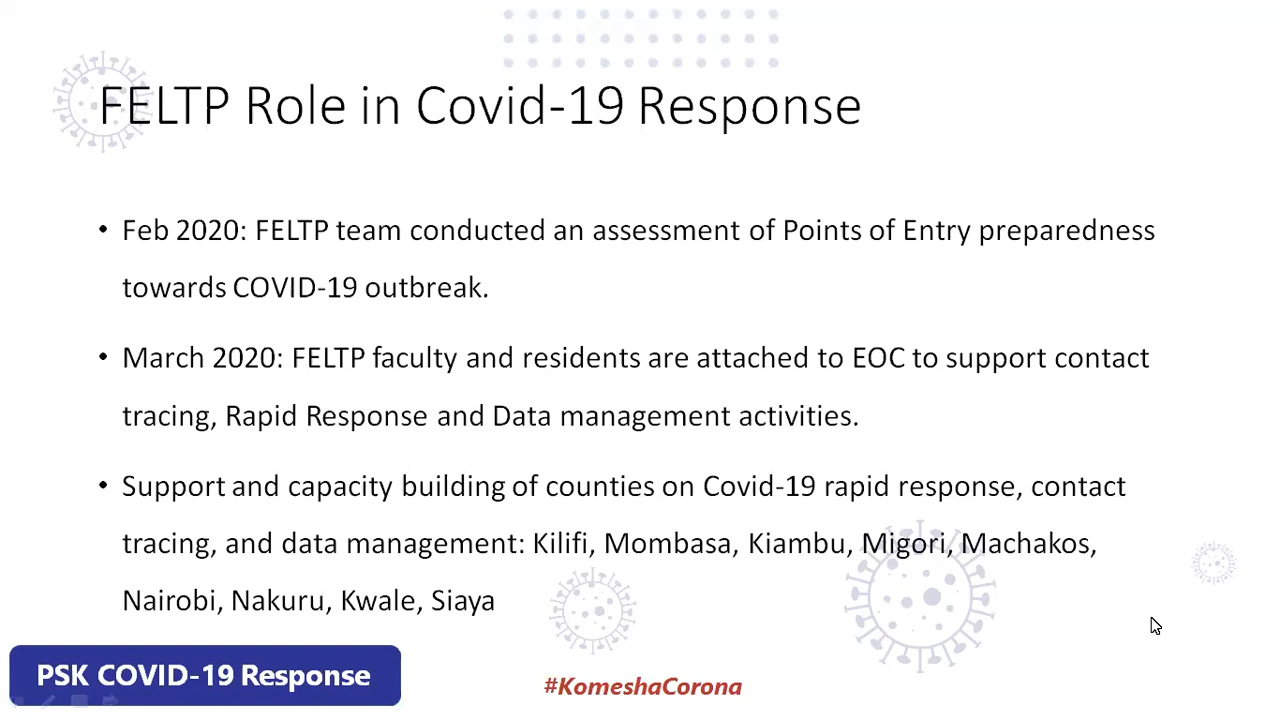 FELTP Role in Covid-19 Response
• Feb 2020: FELTP team conducted an assessment of Points of Entry preparedness
towards COVID-19 outbreak.
• March 2020: FELTP faculty and residents are attached to EOC to support contact
tracing, Rapid Response and Data management activities.
• Support and capacity building of counties on Covid-19 rapid response, contact
tracing, and data management: Kilifi, Mombasa, Kiambu, Migori, Machakos,
Nairobi, Nakuru, Kwale, Siaya
PSK COVID-19 Response
#KomeshaCorona